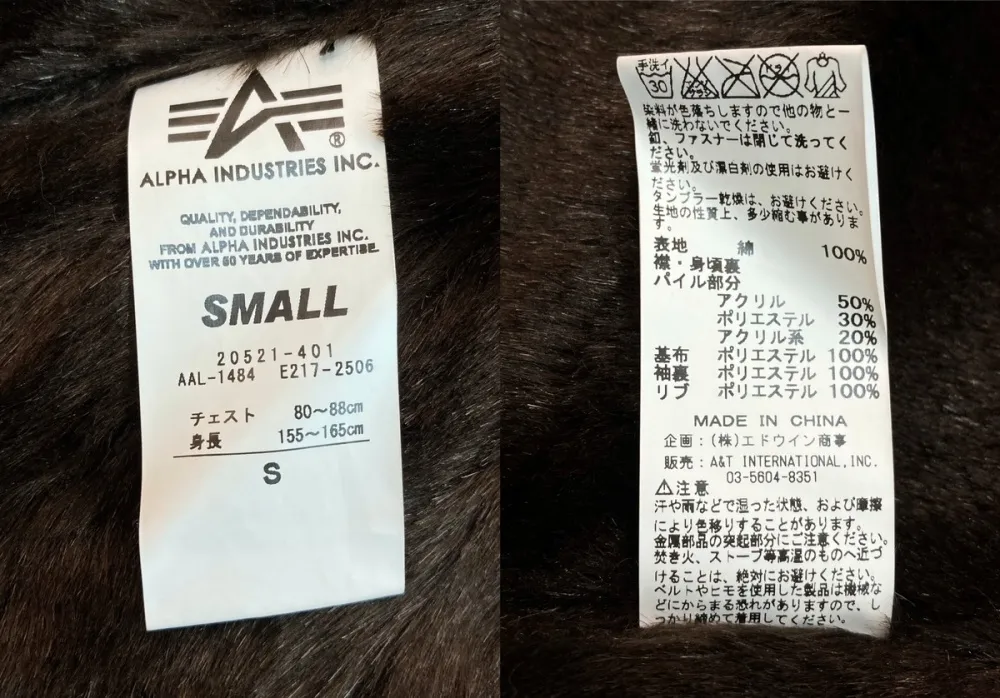 ®
ALPHA INDUSTRIES INC.
QUALITY, DEPENDABILITY,
AND DURABILITY
FROM ALPHA INDUSTRIES INC.
WITH OVER 50 YEARS OF EXPERTISE.
SMALL
20521-401
AAL-1484 E217-2506
チェスト 80〜88cm
身長 155〜165cm
S
手洗イ
30
染料が色落ちしますので他の物と一
緒に洗わないでください。
釦、ファスナーは閉じて洗ってく
ださい。
蛍光剤及び漂白剤の使用はお避けく
ださい。
タンブラー乾燥は、お避けください。
生地の性質上、多少縮む事がありま
す。
表地 綿 100%
襟・身頃裏
パイル部分
アクリル 50%
ポリエステル 30%
アクリル系 20%
基布 ポリエステル 100%
袖裏 ポリエステル 100%
リブ ポリエステル 100%
MADE IN CHINA
企画：(株)エドウイン商事
販売：A&T INTERNATIONAL,INC.
03-5604-8351
⚠注意
汗や雨などで湿った状態、および摩擦
により色移りすることがあります。
金属部品の突起部分にご注意ください。
焚き火、ストーブ等高温のものへ近づ
けることは、絶対にお避けください。
ベルトやヒモを使用した製品は機械な
どにからまる恐れがありますので、し
っかり締めて着用してください。